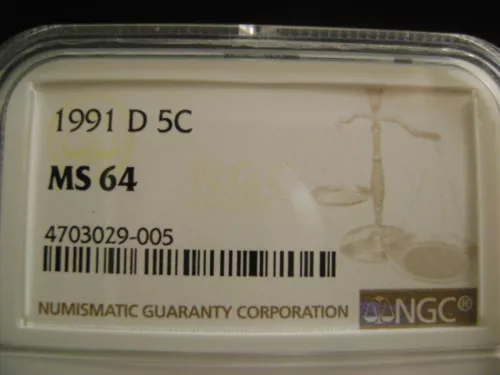 1991 D 5C
MS 64
4703029-005
NUMISMATIC GUARANTY CORPORATION NGC®